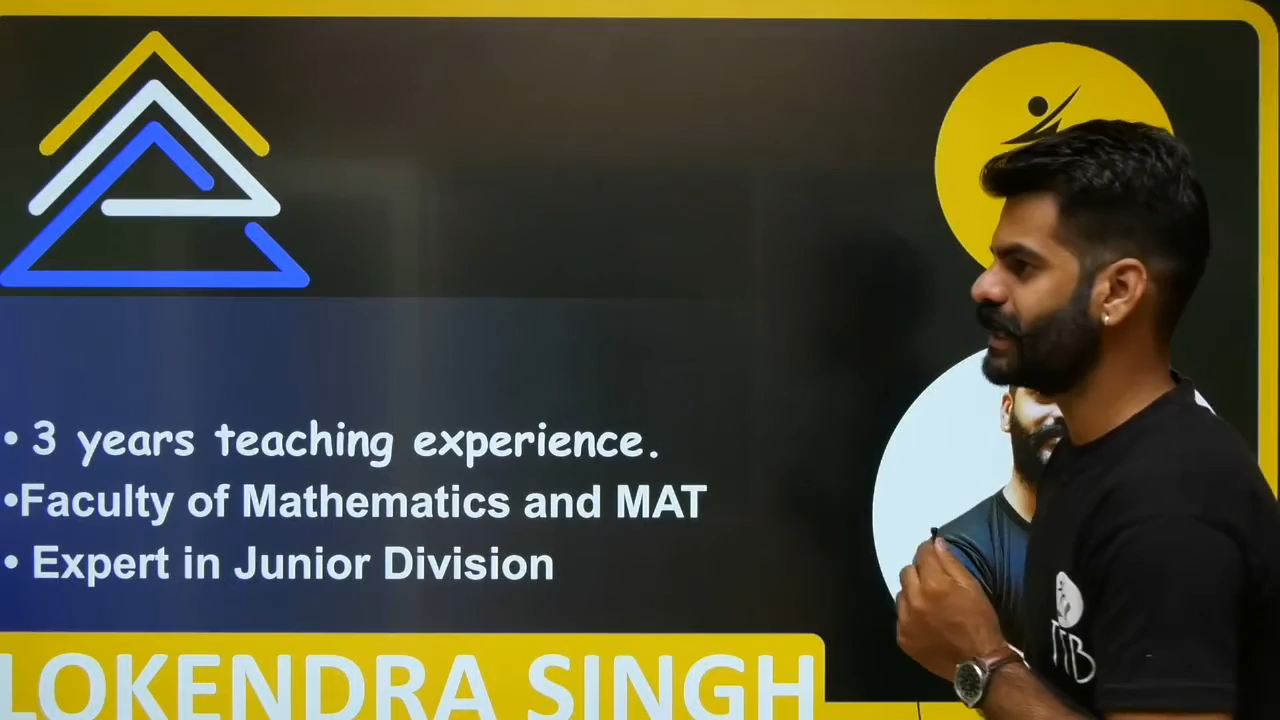 • 3 years teaching experience.
•Faculty of Mathematics and MAT
• Expert in Junior Division
LOKENDRA SINGH